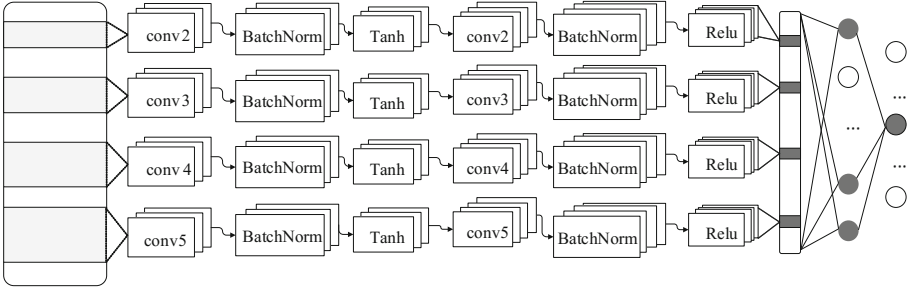 conv2 BatchNorm Tanh conv2 BatchNorm Relu
conv3 BatchNorm Tanh conv3 BatchNorm Relu
conv4 BatchNorm Tanh conv4 BatchNorm Relu
conv5 BatchNorm Tanh conv5 BatchNorm Relu
...
...
...